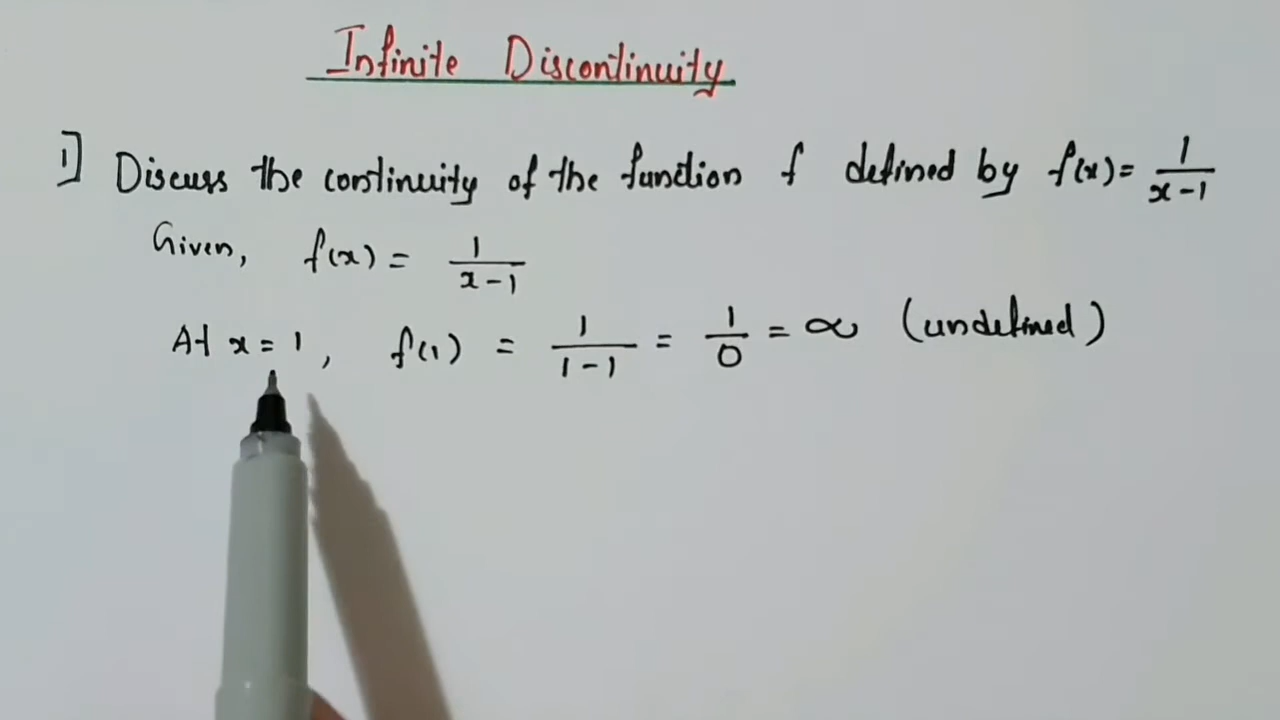 Infinite Discontinuity
1] Discuss the continuity of the function f defined by f(x) = 1/(x-1)
Given, f(x) = 1/(x-1)
At x = 1, f(1) = 1/(1-1) = 1/0 = ∞ (undefined)